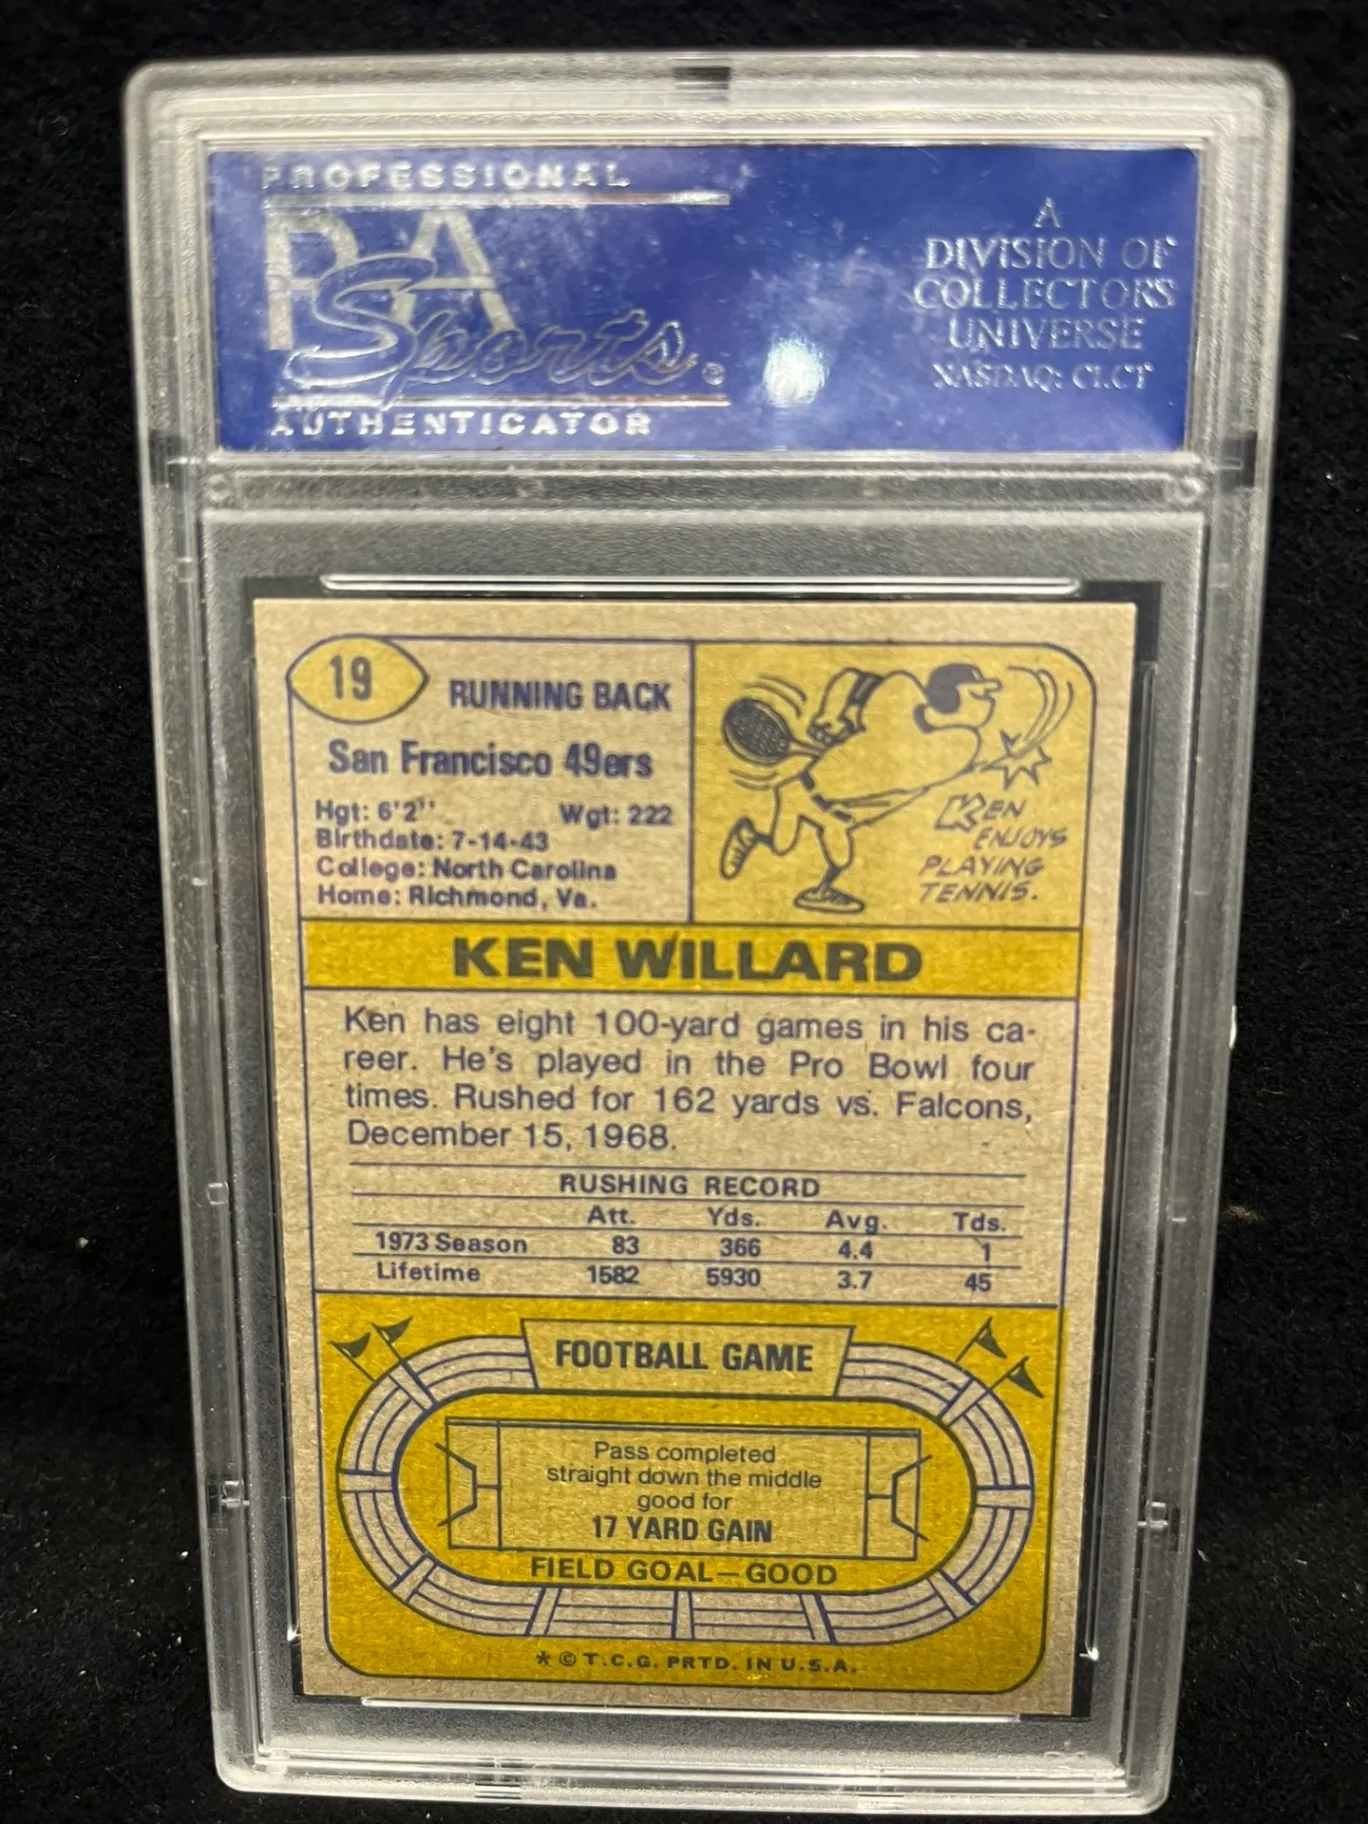 PROFESSIONAL
PSA
Sports
AUTHENTICATOR
A
DIVISION OF
COLLECTORS
UNIVERSE
NASDAQ: CLCT
19
RUNNING BACK
San Francisco 49ers
Hgt: 6'2'' Wgt: 222
Birthdate: 7-14-43
College: North Carolina
Home: Richmond, Va.
KEN
ENJOYS
PLAYING
TENNIS.
KEN WILLARD
Ken has eight 100-yard games in his ca-
reer. He's played in the Pro Bowl four
times. Rushed for 162 yards vs. Falcons,
December 15, 1968.
RUSHING RECORD
Att. Yds. Avg. Tds.
1973 Season 83 366 4.4 1
Lifetime 1582 5930 3.7 45
FOOTBALL GAME
Pass completed
straight down the middle
good for
17 YARD GAIN
FIELD GOAL—GOOD
* © T.C.G. PRTD. IN U.S.A.